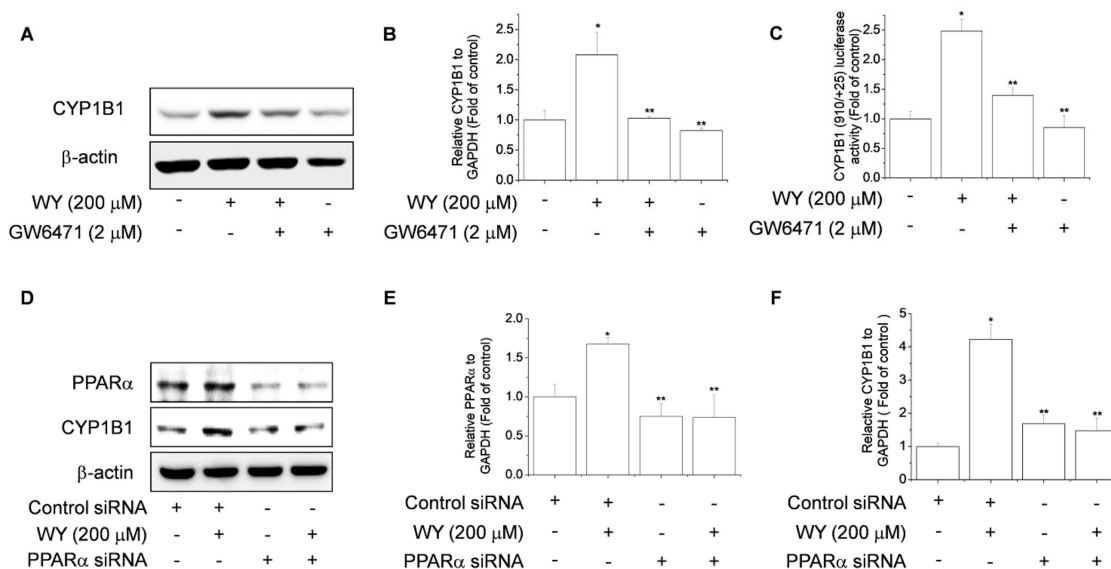 A
CYP1B1
β-actin
WY (200 μM) - + + -
GW6471 (2 μM) - - + +
B
Relative CYP1B1 to
GAPDH (Fold of control)
2.5
2.0
1.5
1.0
0.5
0.0
* ** **
WY (200 μM) - + + -
GW6471 (2 μM) - - + +
C
CYP1B1 (910/+25) luciferase
activity (Fold of control)
2.5
2.0
1.5
1.0
0.5
0.0
* ** **
WY (200 μM) - + + -
GW6471 (2 μM) - - + +
D
PPARα
CYP1B1
β-actin
Control siRNA + + - -
WY (200 μM) - + - +
PPARα siRNA - - + +
E
Relative PPARα to
GAPDH (Fold of control)
2.0
1.5
1.0
0.5
0.0
* ** **
Control siRNA + + - -
WY (200 μM) - + - +
PPARα siRNA - - + +
F
Relactive CYP1B1 to
GAPDH ( Fold of control )
5
4
3
2
1
0
* ** **
Control siRNA + + - -
WY (200 μM) - + - +
PPARα siRNA - - + +